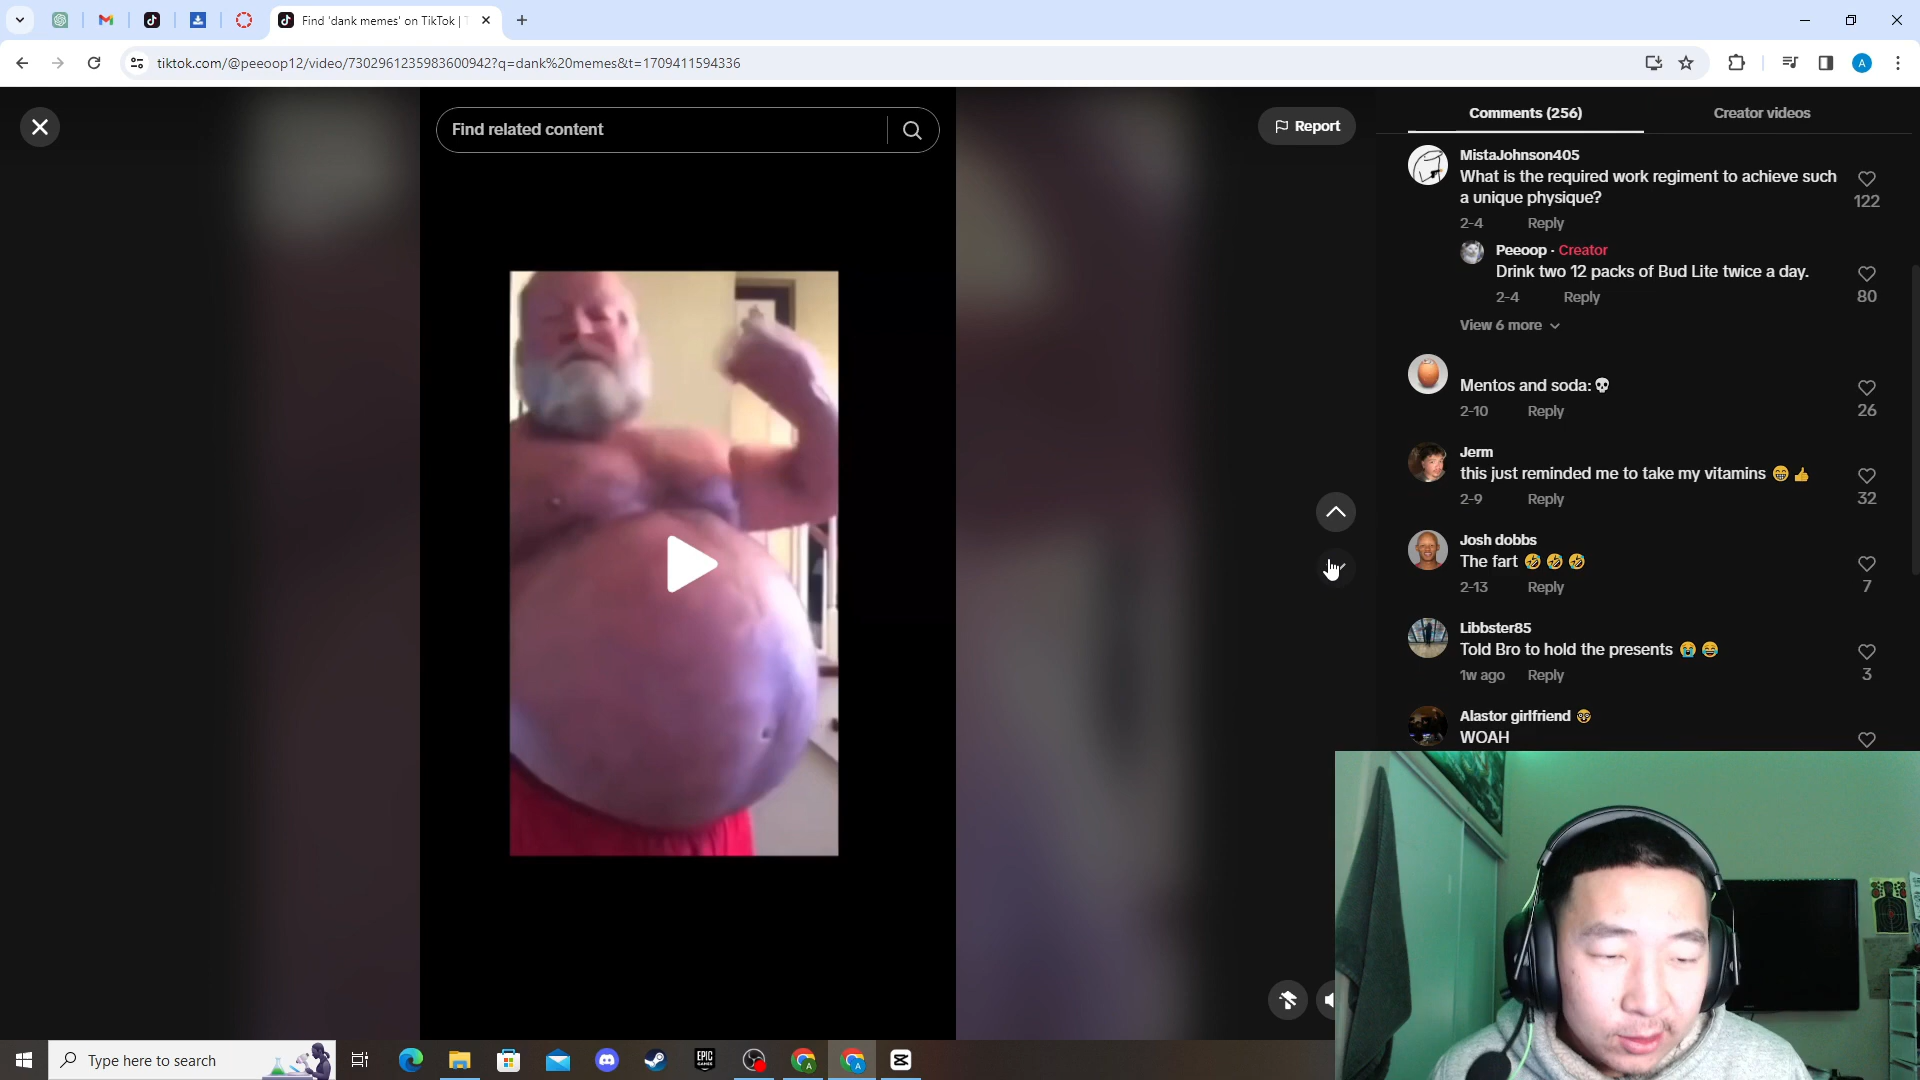 Find 'dank memes' on TikTok | T
tiktok.com/@peeoop12/video/7302961235983600942?q=dank%20memes&t=1709411594336
A
Find related content
Report
Comments (256)
Creator videos
MistaJohnson405
What is the required work regiment to achieve such
a unique physique?
122
2-4 Reply
Peeoop · Creator
Drink two 12 packs of Bud Lite twice a day.
80
2-4 Reply
View 6 more
Mentos and soda:💀
26
2-10 Reply
Jerm
this just reminded me to take my vitamins 😁👍
32
2-9 Reply
Josh dobbs
The fart 🤣🤣🤣
7
2-13 Reply
Libbster85
Told Bro to hold the presents 😭😂
3
1w ago Reply
Alastor girlfriend 🤓
WOAH
Type here to search
EPIC
GAMES
A
A